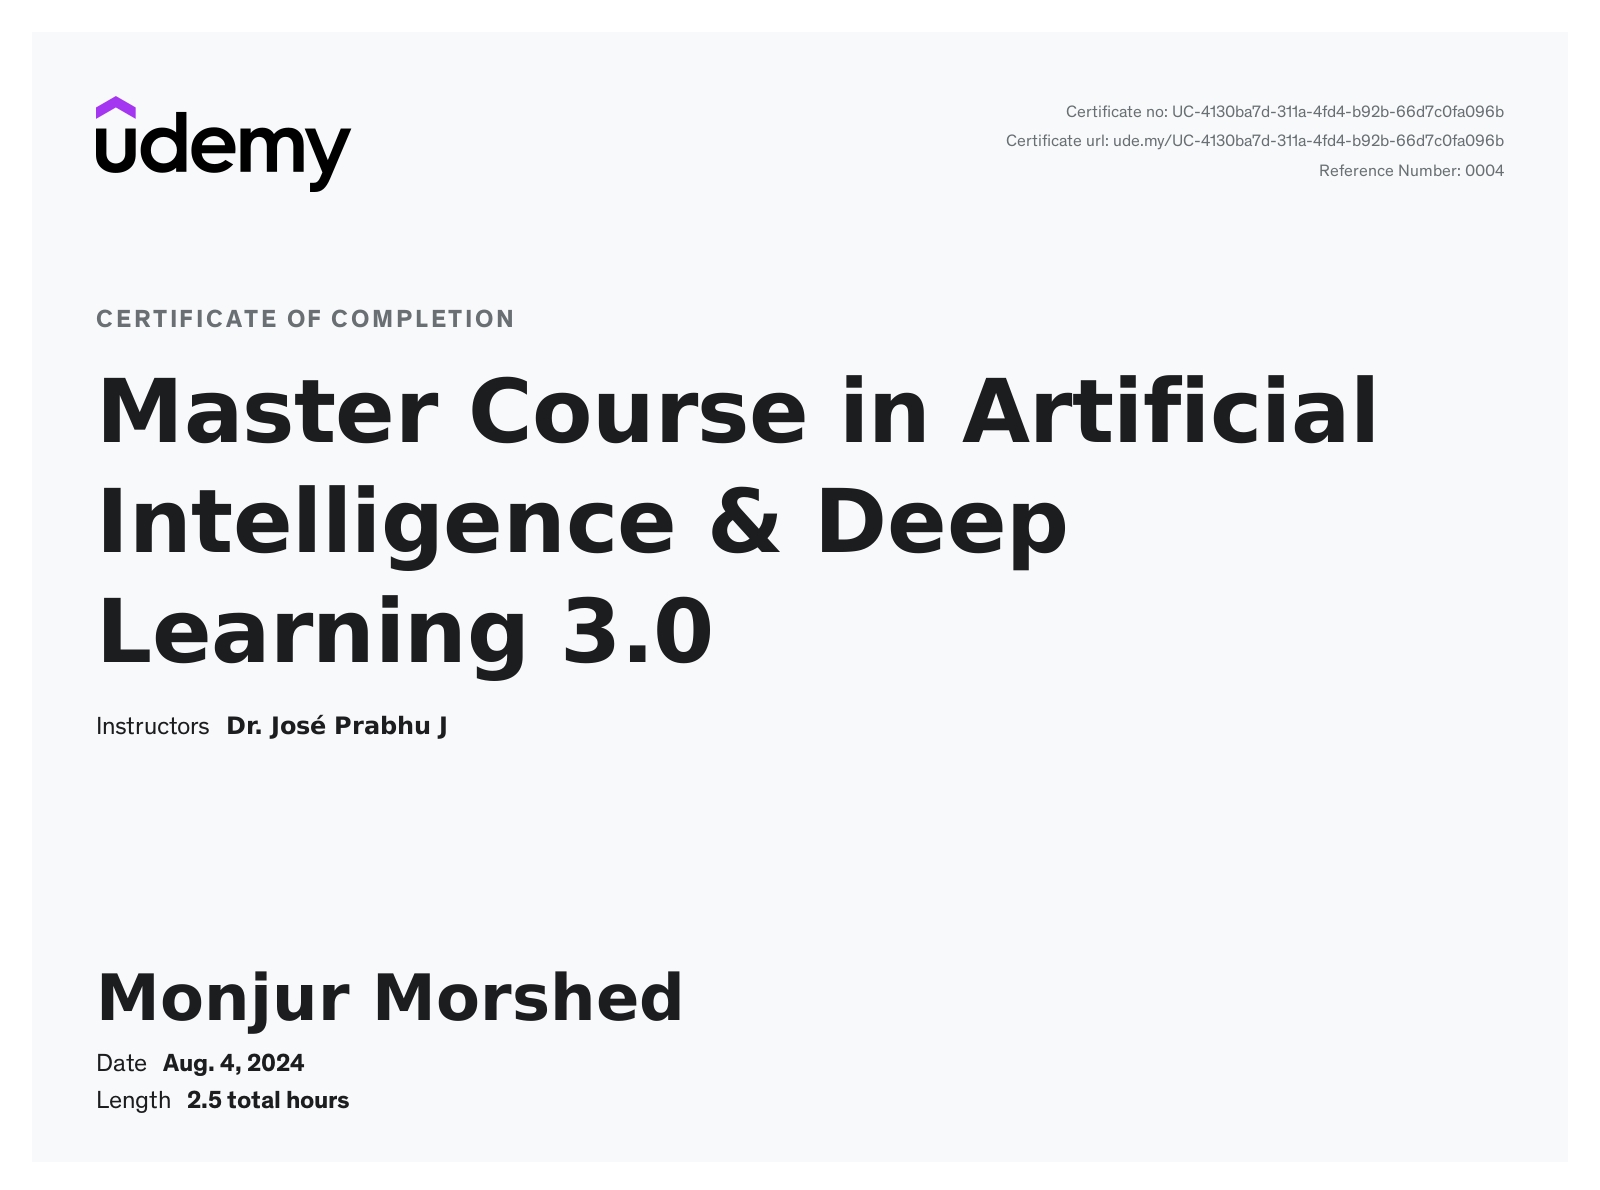 udemy
Certificate no: UC-4130ba7d-311a-4fd4-b92b-66d7c0fa096b
Certificate url: ude.my/UC-4130ba7d-311a-4fd4-b92b-66d7c0fa096b
Reference Number: 0004
CERTIFICATE OF COMPLETION
Master Course in Artificial
Intelligence & Deep
Learning 3.0
Instructors Dr. José Prabhu J
Monjur Morshed
Date Aug. 4, 2024
Length 2.5 total hours